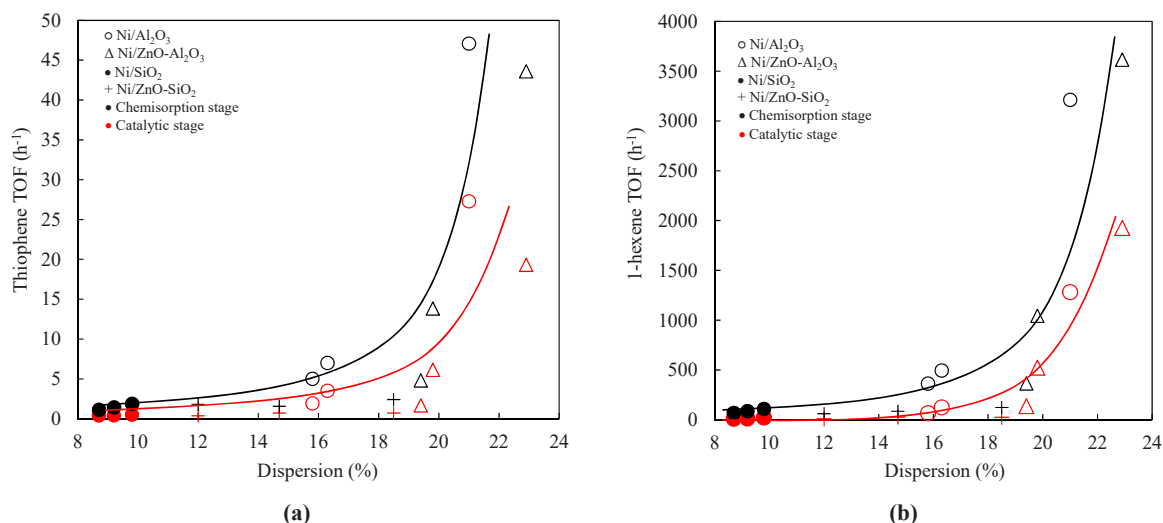 50
45
40
35
30
25
20
15
10
5
0
Thiophene TOF (h⁻¹)
Ni/Al₂O₃
Ni/ZnO-Al₂O₃
Ni/SiO₂
Ni/ZnO-SiO₂
Chemisorption stage
Catalytic stage
8 10 12 14 16 18 20 22 24
Dispersion (%)
(a)
4000
3500
3000
2500
2000
1500
1000
500
0
1-hexene TOF (h⁻¹)
Ni/Al₂O₃
Ni/ZnO-Al₂O₃
Ni/SiO₂
Ni/ZnO-SiO₂
Chemisorption stage
Catalytic stage
8 10 12 14 16 18 20 22 24
Dispersion (%)
(b)